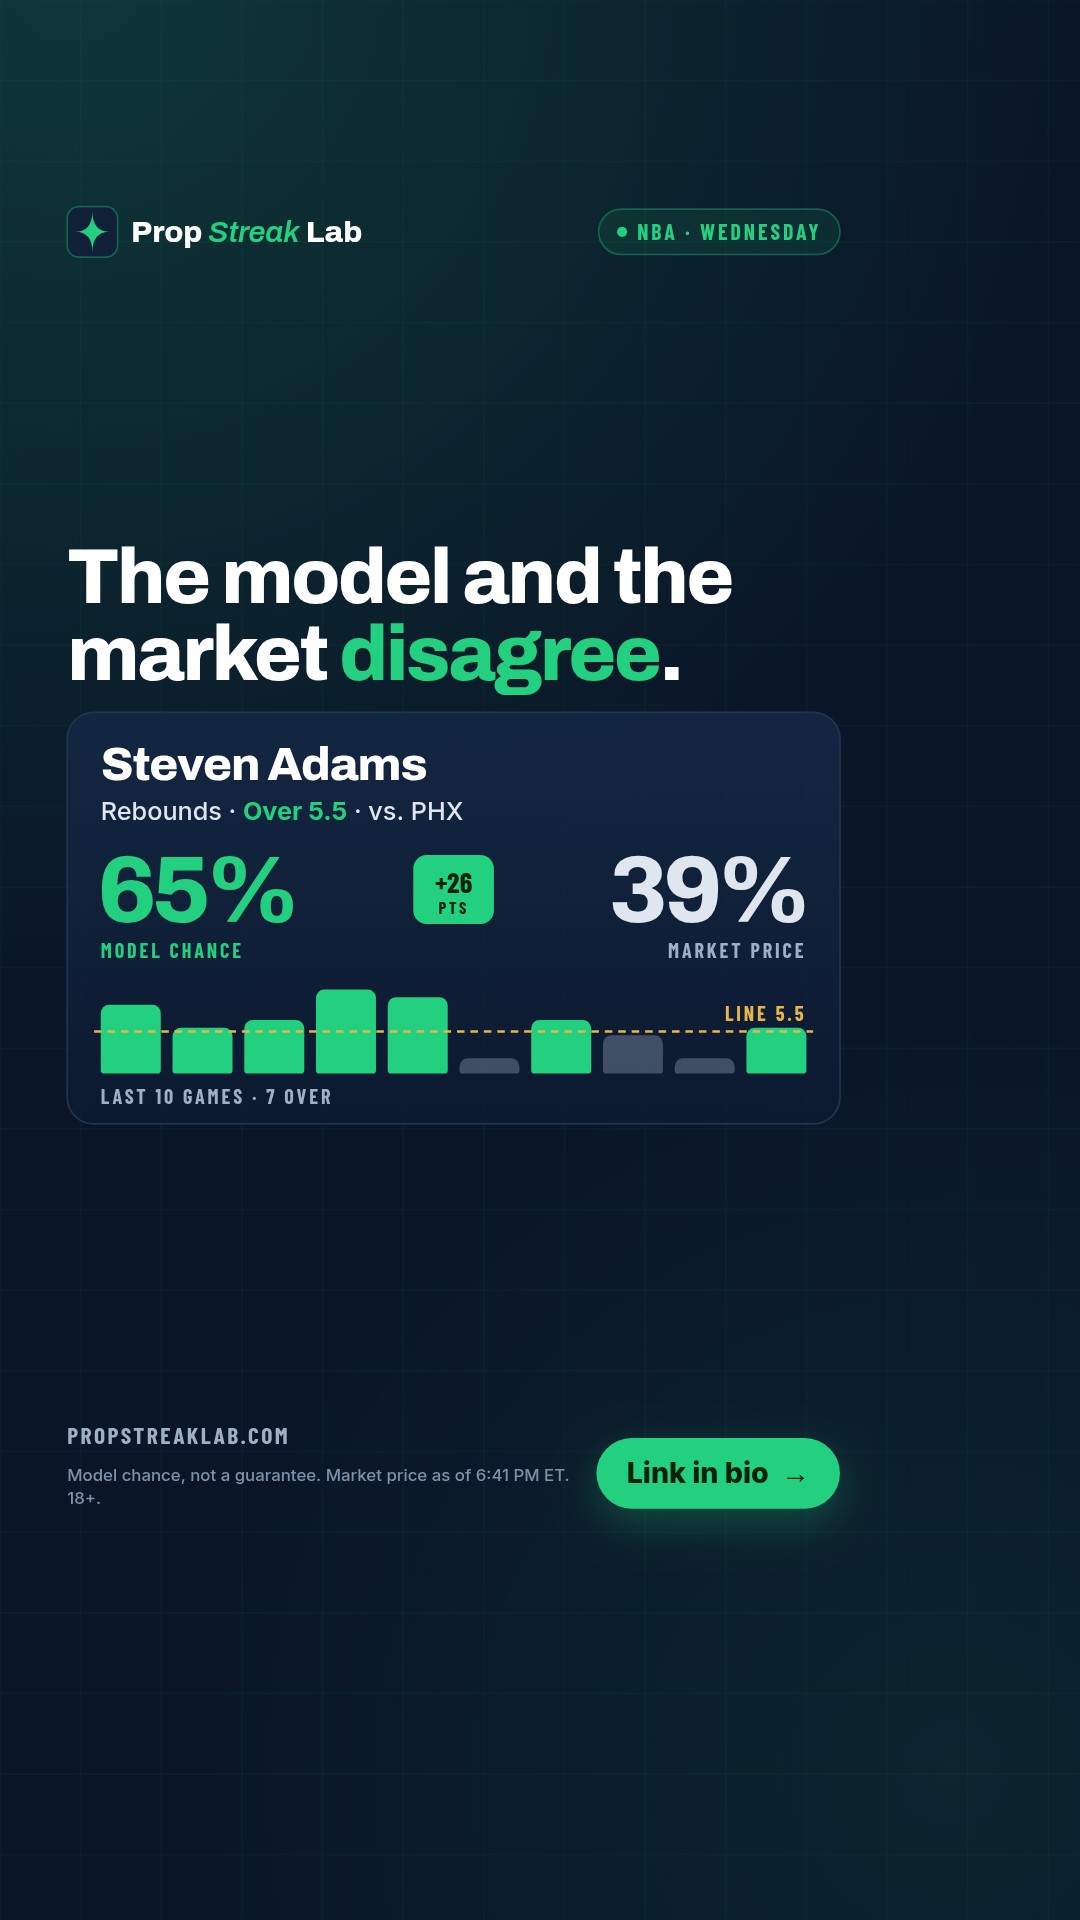 Prop Streak Lab
NBA · WEDNESDAY
The model and the
market disagree.
Steven Adams
Rebounds · Over 5.5 · vs. PHX
65%
+26
PTS
39%
MODEL CHANCE
MARKET PRICE
LINE 5.5
LAST 10 GAMES · 7 OVER
PROPSTREAKLAB.COM
Model chance, not a guarantee. Market price as of 6:41 PM ET.
18+.
Link in bio →